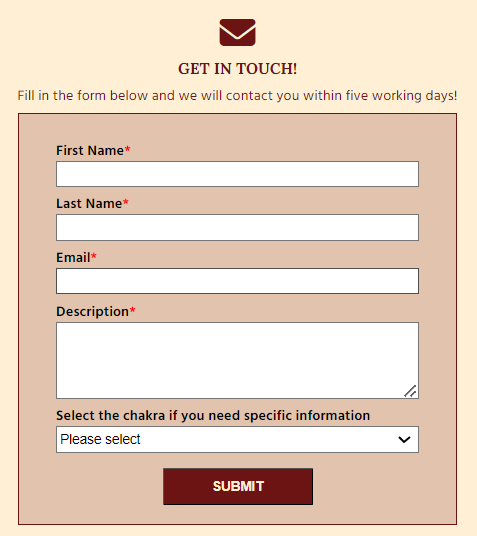 GET IN TOUCH!
Fill in the form below and we will contact you within five working days!
First Name*
Last Name*
Email*
Description*
Select the chakra if you need specific information
Please select
SUBMIT